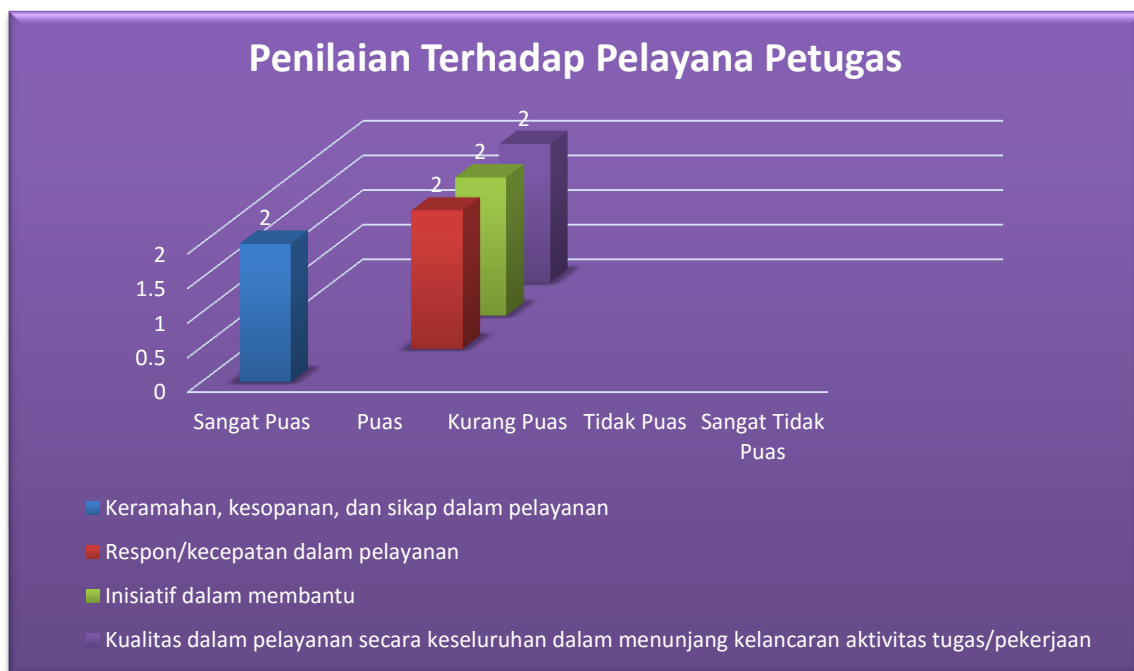 Penilaian Terhadap Pelayana Petugas
2
2
2
2
2
1.5
1
0.5
0
Sangat Puas
Puas
Kurang Puas
Tidak Puas
Sangat Tidak
Puas
Keramahan, kesopanan, dan sikap dalam pelayanan
Respon/kecepatan dalam pelayanan
Inisiatif dalam membantu
Kualitas dalam pelayanan secara keseluruhan dalam menunjang kelancaran aktivitas tugas/pekerjaan